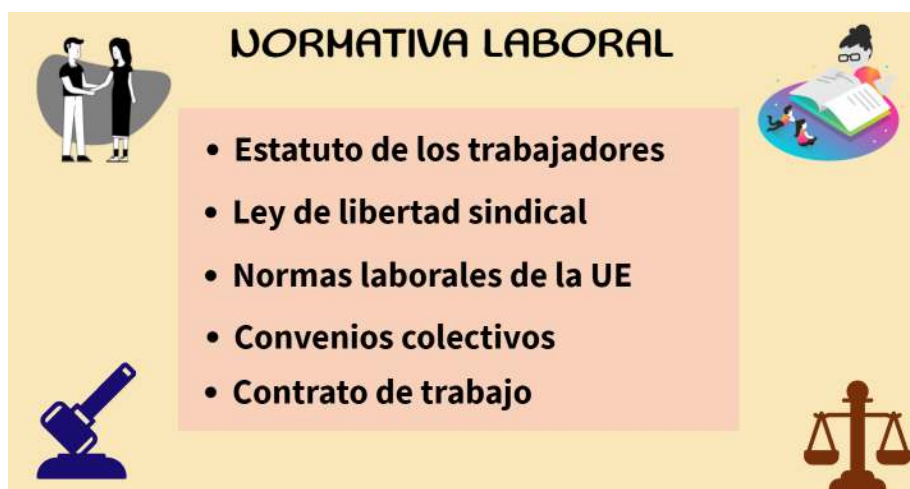 NORMATIVA LABORAL
• Estatuto de los trabajadores
• Ley de libertad sindical
• Normas laborales de la UE
• Convenios colectivos
• Contrato de trabajo